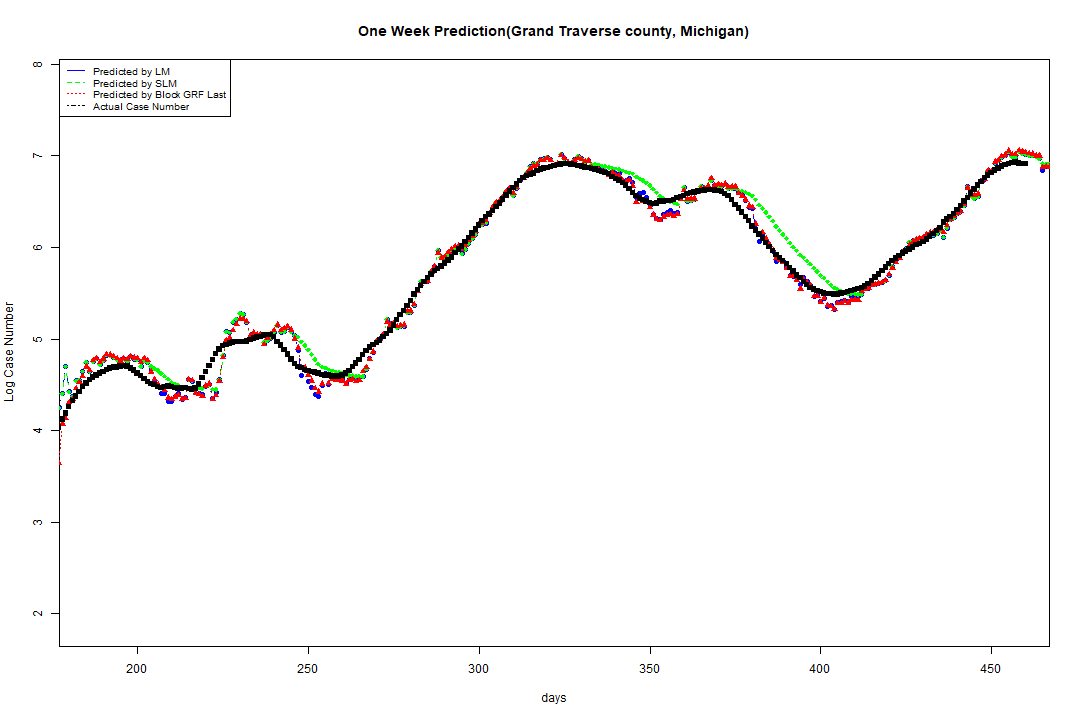 One Week Prediction(Grand Traverse county, Michigan)
Predicted by LM
Predicted by SLM
Predicted by Block GRF Last
Actual Case Number
8
7
6
5
4
3
2
Log Case Number
200 250 300 350 400 450
days